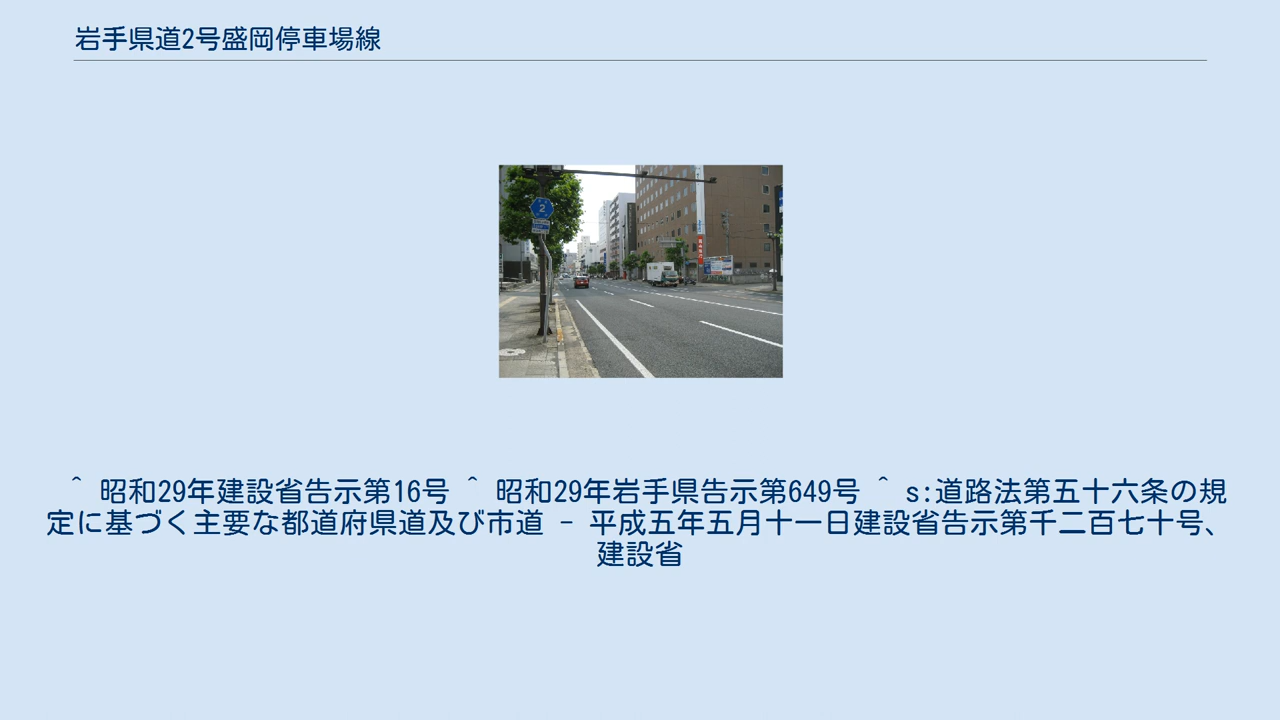 岩手県道2号盛岡停車場線
2
^ 昭和29年建設省告示第16号 ^ 昭和29年岩手県告示第649号 ^ s:道路法第五十六条の規
定に基づく主要な都道府県道及び市道 - 平成五年五月十一日建設省告示第千二百七十号、
建設省